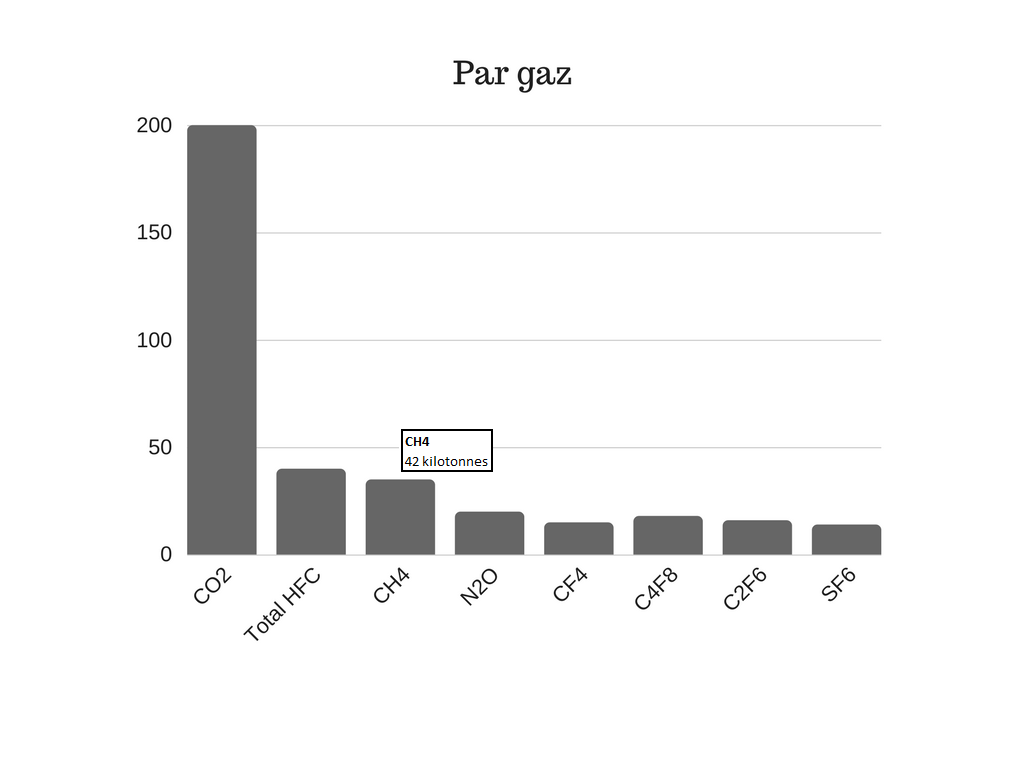 Par gaz
200
150
100
50
0
CH4
42 kilotonnes
CO2
Total HFC
CH4
N2O
CF4
C4F8
C2F6
SF6